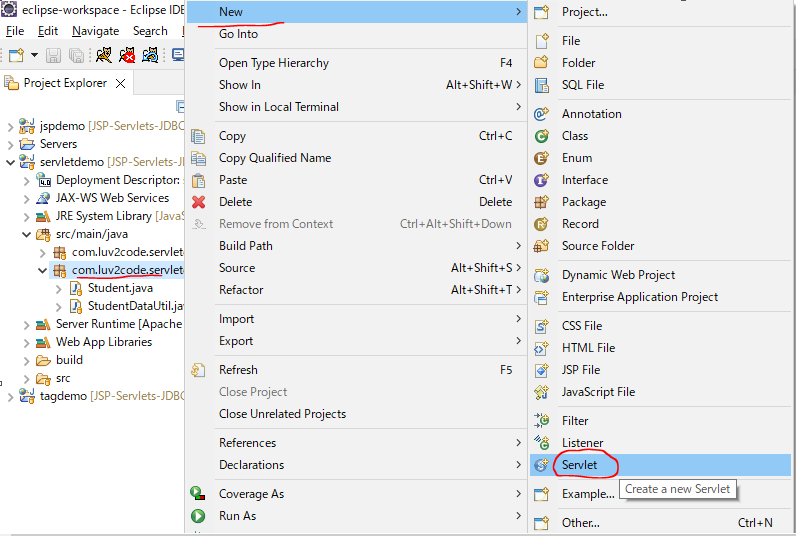 eclipse-workspace - Eclipse IDE
File Edit Navigate Search
Project Explorer
jspdemo [JSP-Servlets-JDBC
Servers
servletdemo [JSP-Servlets-J
Deployment Descriptor:
JAX-WS Web Services
JRE System Library [JavaS
src/main/java
com.luv2code.servlet
com.luv2code.servlet
Student.java
StudentDataUtil.jav
Server Runtime [Apache
Web App Libraries
build
src
tagdemo [JSP-Servlets-JDBC
New
Go Into
Open Type Hierarchy F4
Show In Alt+Shift+W
Show in Local Terminal
Copy Ctrl+C
Copy Qualified Name
Paste Ctrl+V
Delete Delete
Remove from Context Ctrl+Alt+Shift+Down
Build Path
Source Alt+Shift+S
Refactor Alt+Shift+T
Import
Export
Refresh F5
Close Project
Close Unrelated Projects
References
Declarations
Coverage As
Run As
Project...
File
Folder
SQL File
Annotation
Class
Enum
Interface
Package
Record
Source Folder
Dynamic Web Project
Enterprise Application Project
CSS File
HTML File
JSP File
JavaScript File
Filter
Listener
Servlet
Create a new Servlet
Example...
Other... Ctrl+N